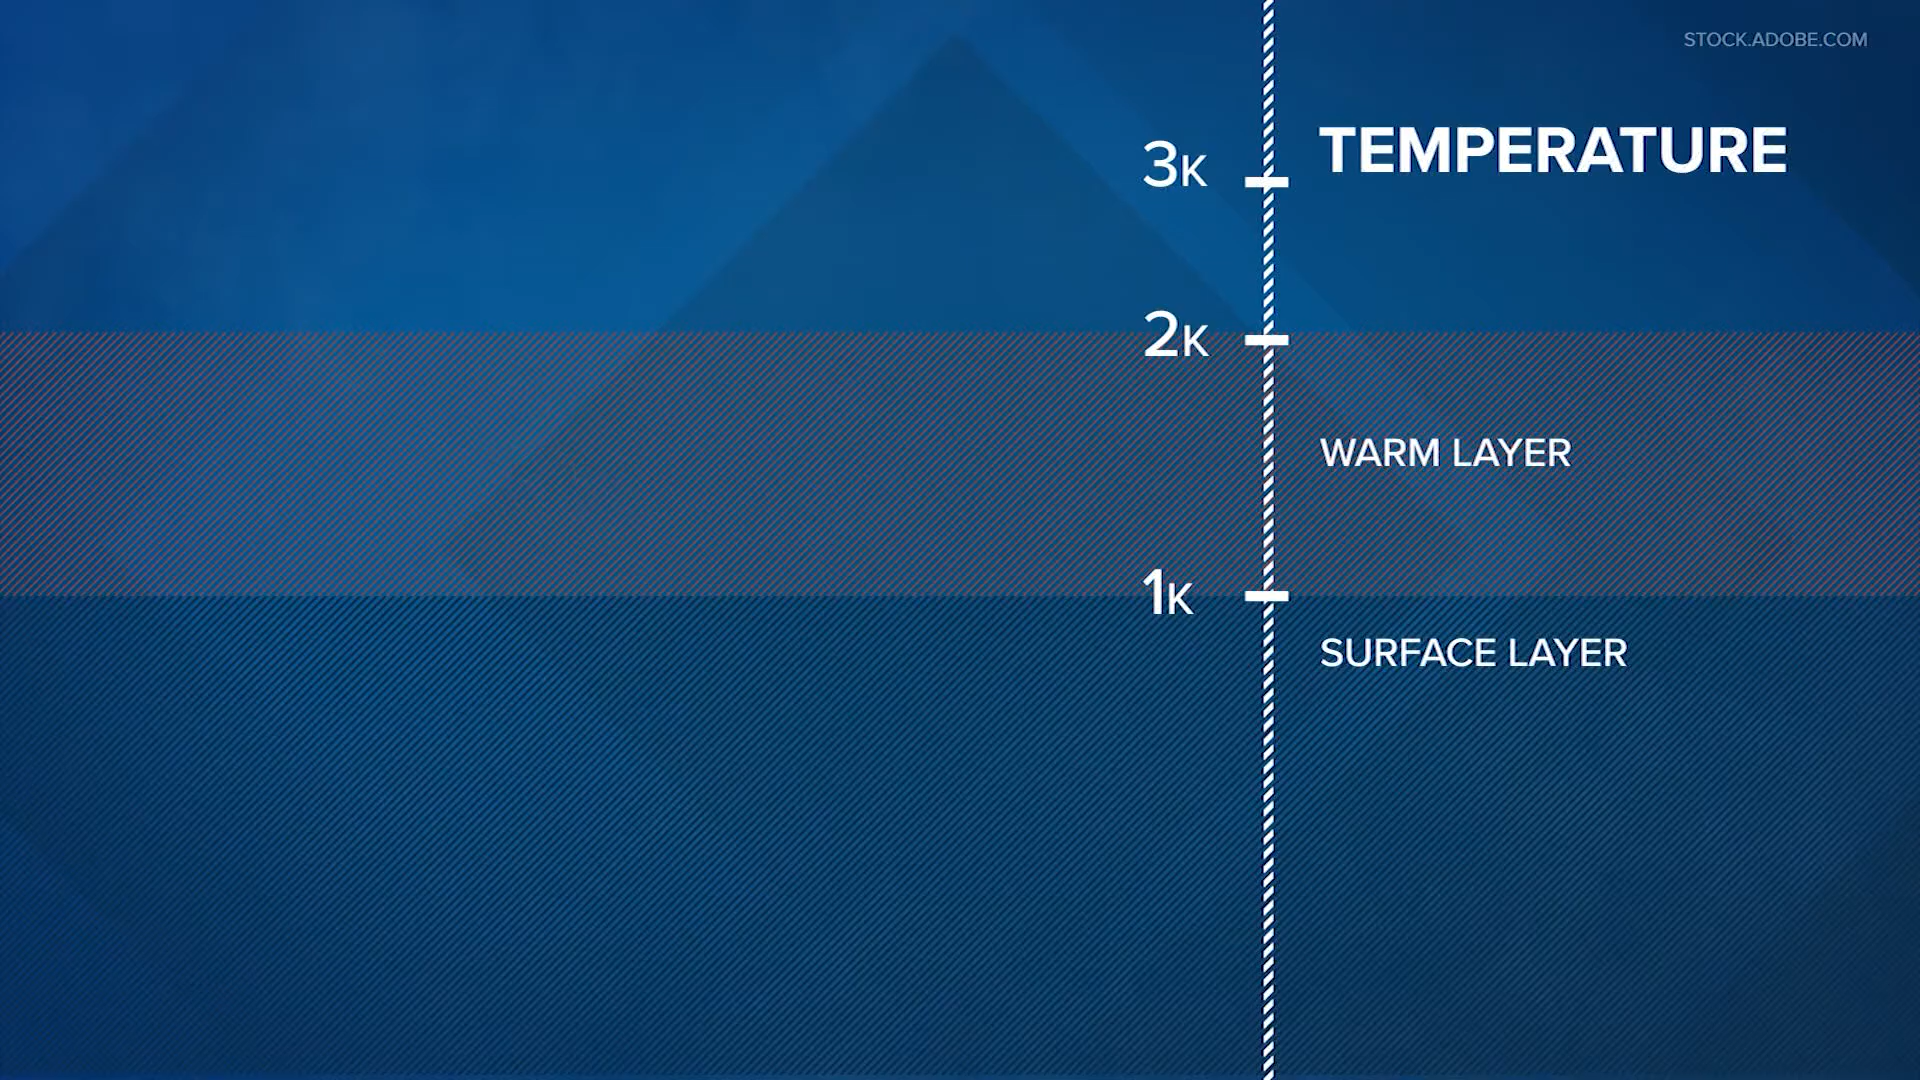 STOCK.ADOBE.COM
TEMPERATURE
3K
2K
WARM LAYER
1K
SURFACE LAYER